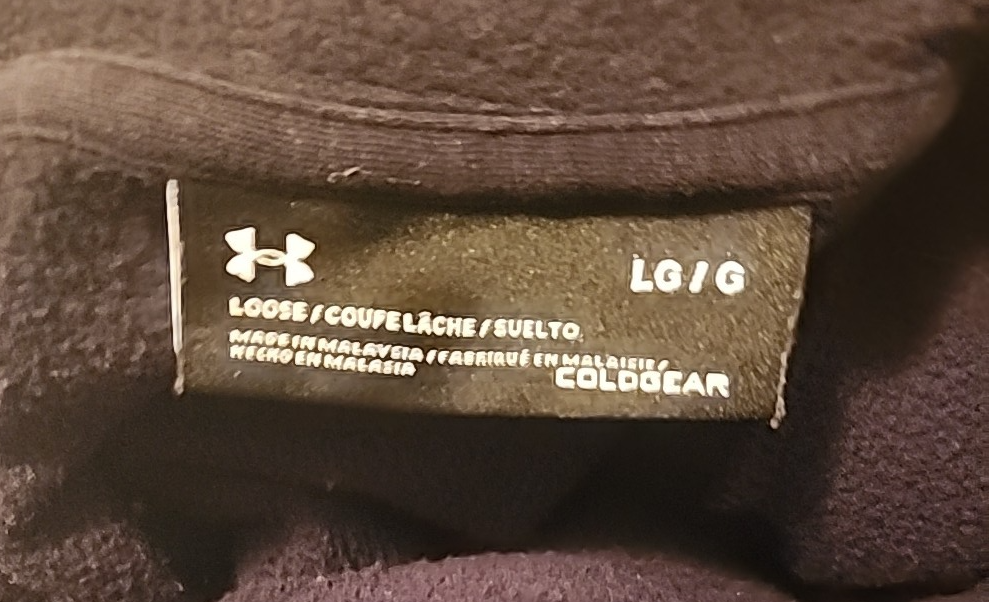 LG / G
LOOSE / COUPE LÂCHE / SUELTO
MADE IN MALAYSIA / FABRIQUÉ EN MALAISIE /
HECHO EN MALASIA
COLDGEAR